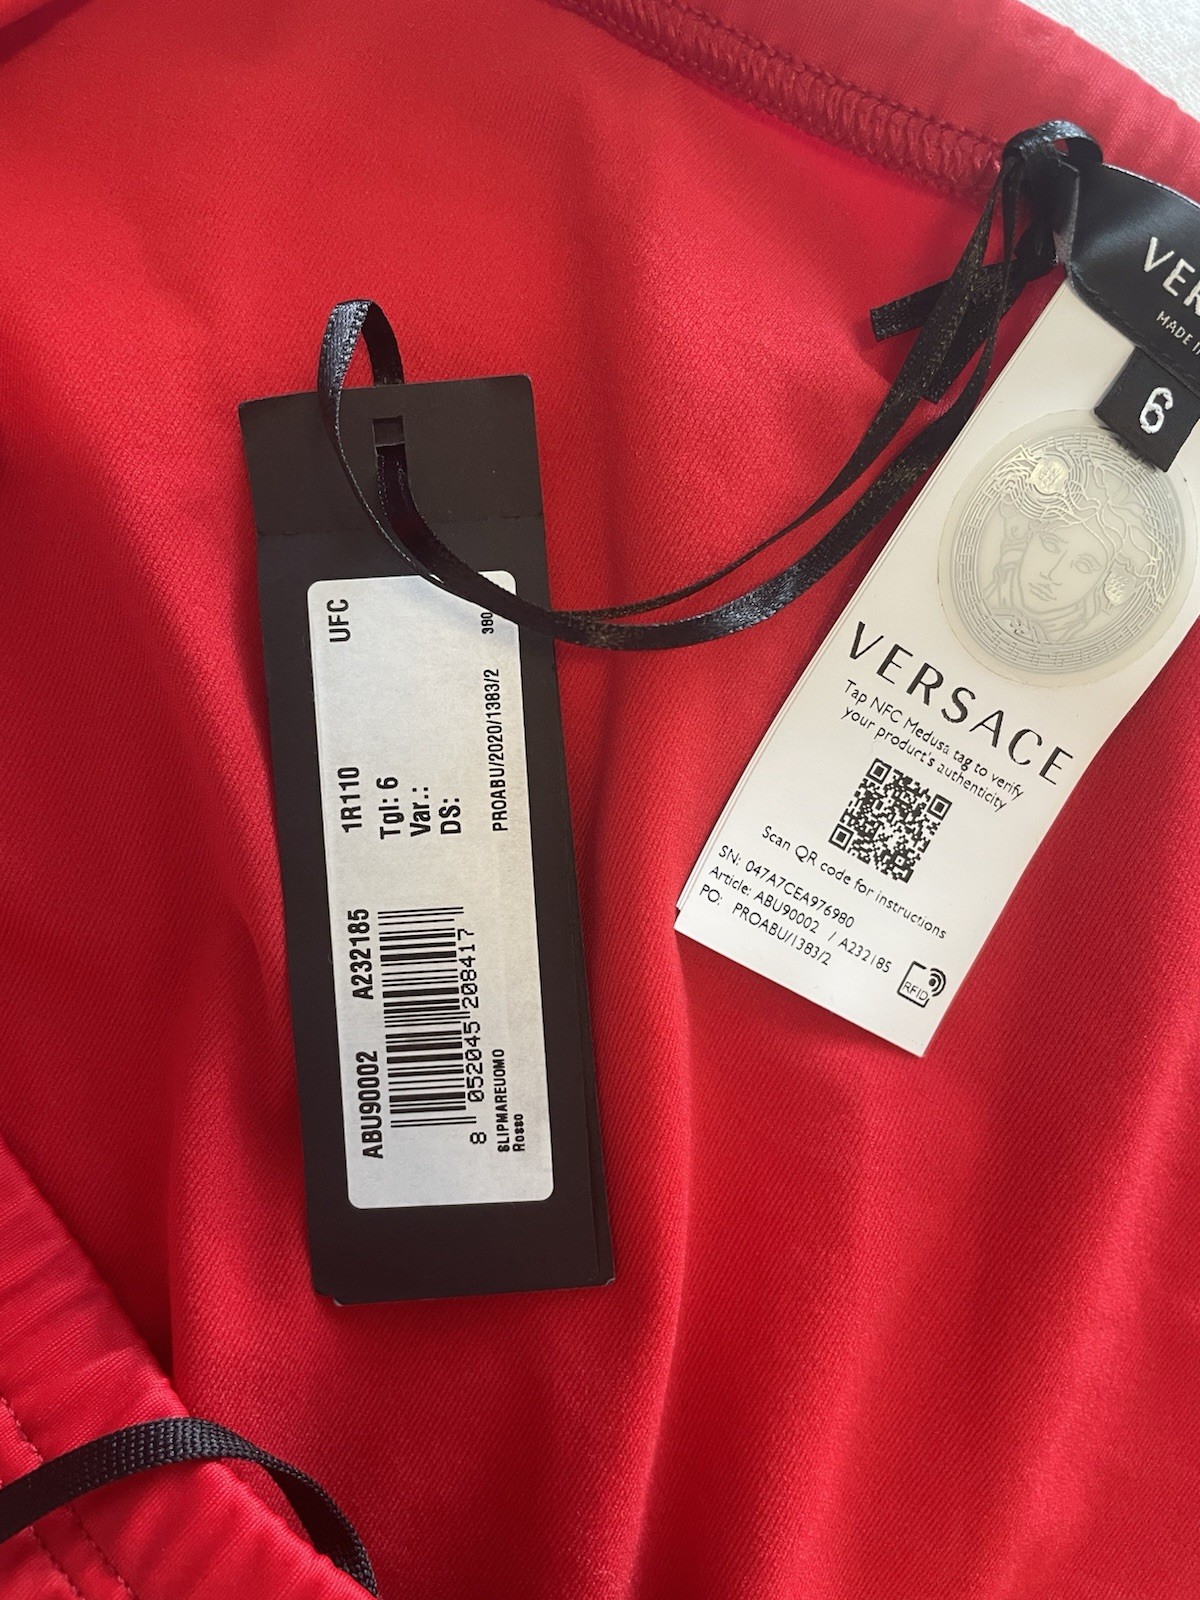 UFC
380
1R110
Tgl: 6
Var.:
DS:
PROABU/2020/1383/2
ABU90002 A232185
8 052045 208417
SLIPMAREUOMO
Rosso
MADE
6
VERSACE
Tap NFC Medusa tag to verify
your product's authenticity
Scan QR code for instructions
SN: 047A7CEA976980
Article: ABU90002 / A232185
PO: PROABU/1383/2
RFID